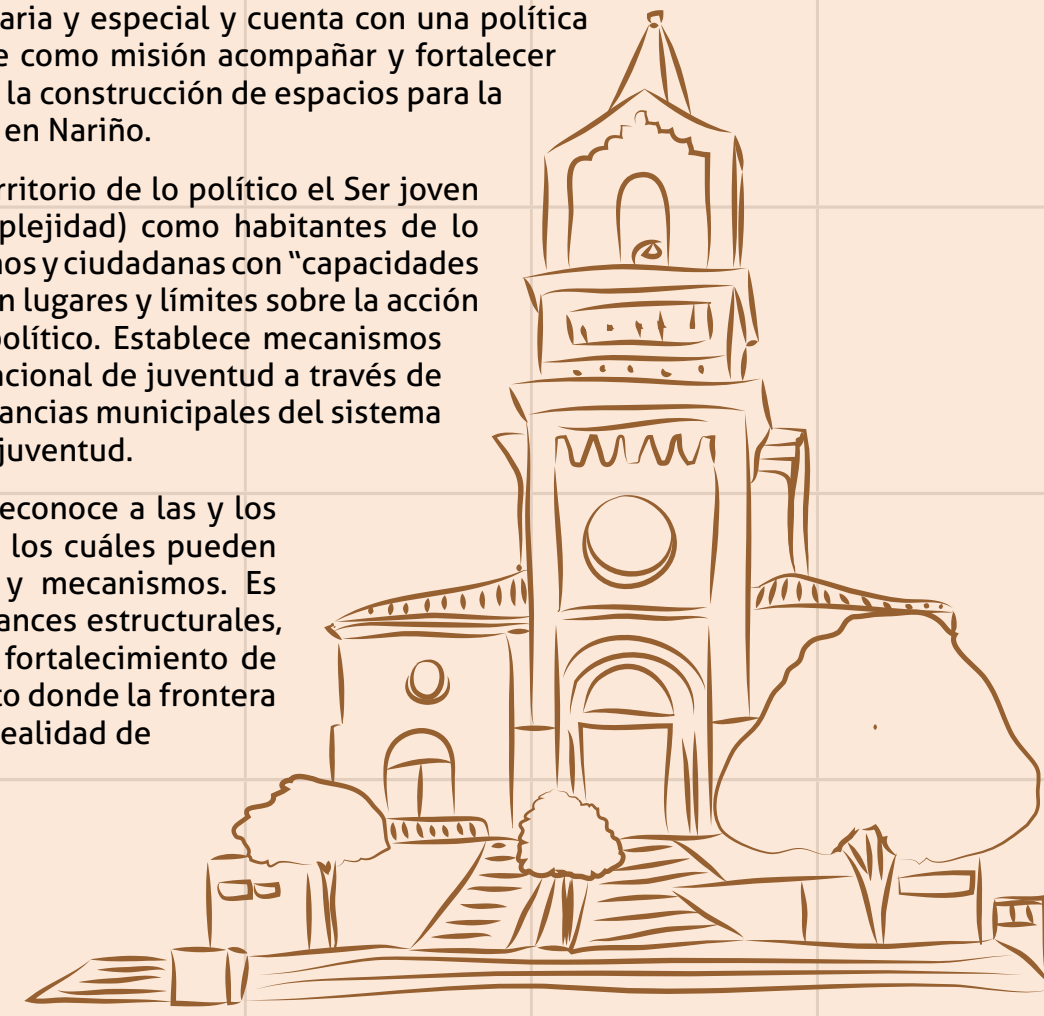 aria y especial y cuenta con una política
e como misión acompañar y fortalecer
la construcción de espacios para la
en Nariño.
rritorio de lo político el Ser joven
plejidad) como habitantes de lo
nos y ciudadanas con “capacidades
n lugares y límites sobre la acción
político. Establece mecanismos
acional de juventud a través de
ancias municipales del sistema
juventud.
econoce a las y los
los cuáles pueden
y mecanismos. Es
ances estructurales,
fortalecimiento de
to donde la frontera
ealidad de